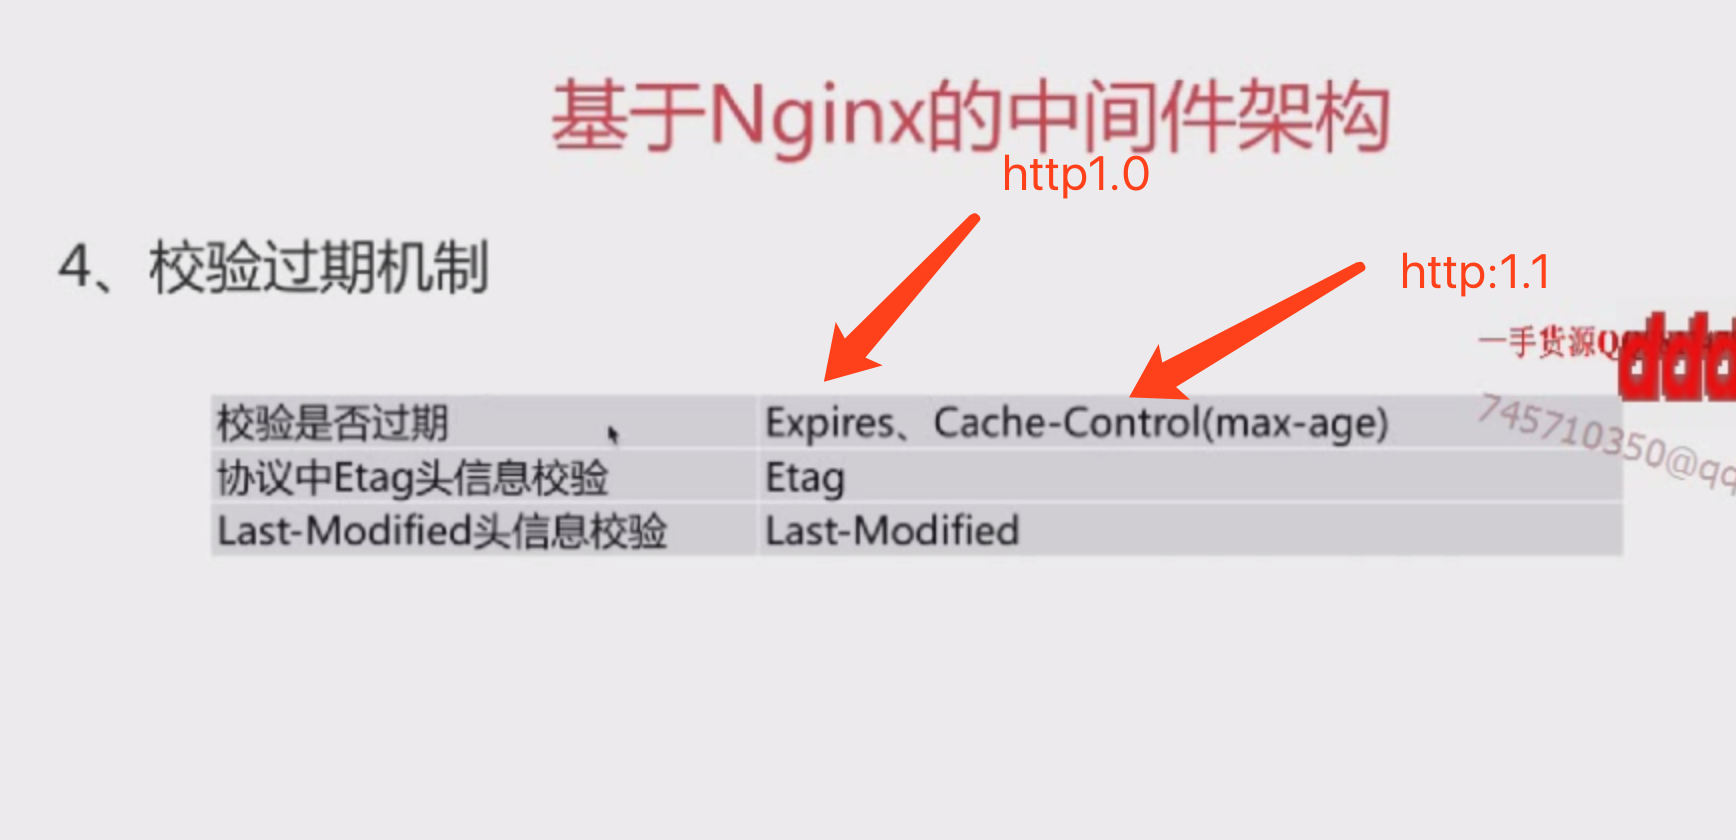 基于Nginx的中间件架构
http1.0
4、校验过期机制
http:1.1
一手货源Q
ddd
校验是否过期 Expires、Cache-Control(max-age)
745710350@qq
协议中Etag头信息校验 Etag
Last-Modified头信息校验 Last-Modified